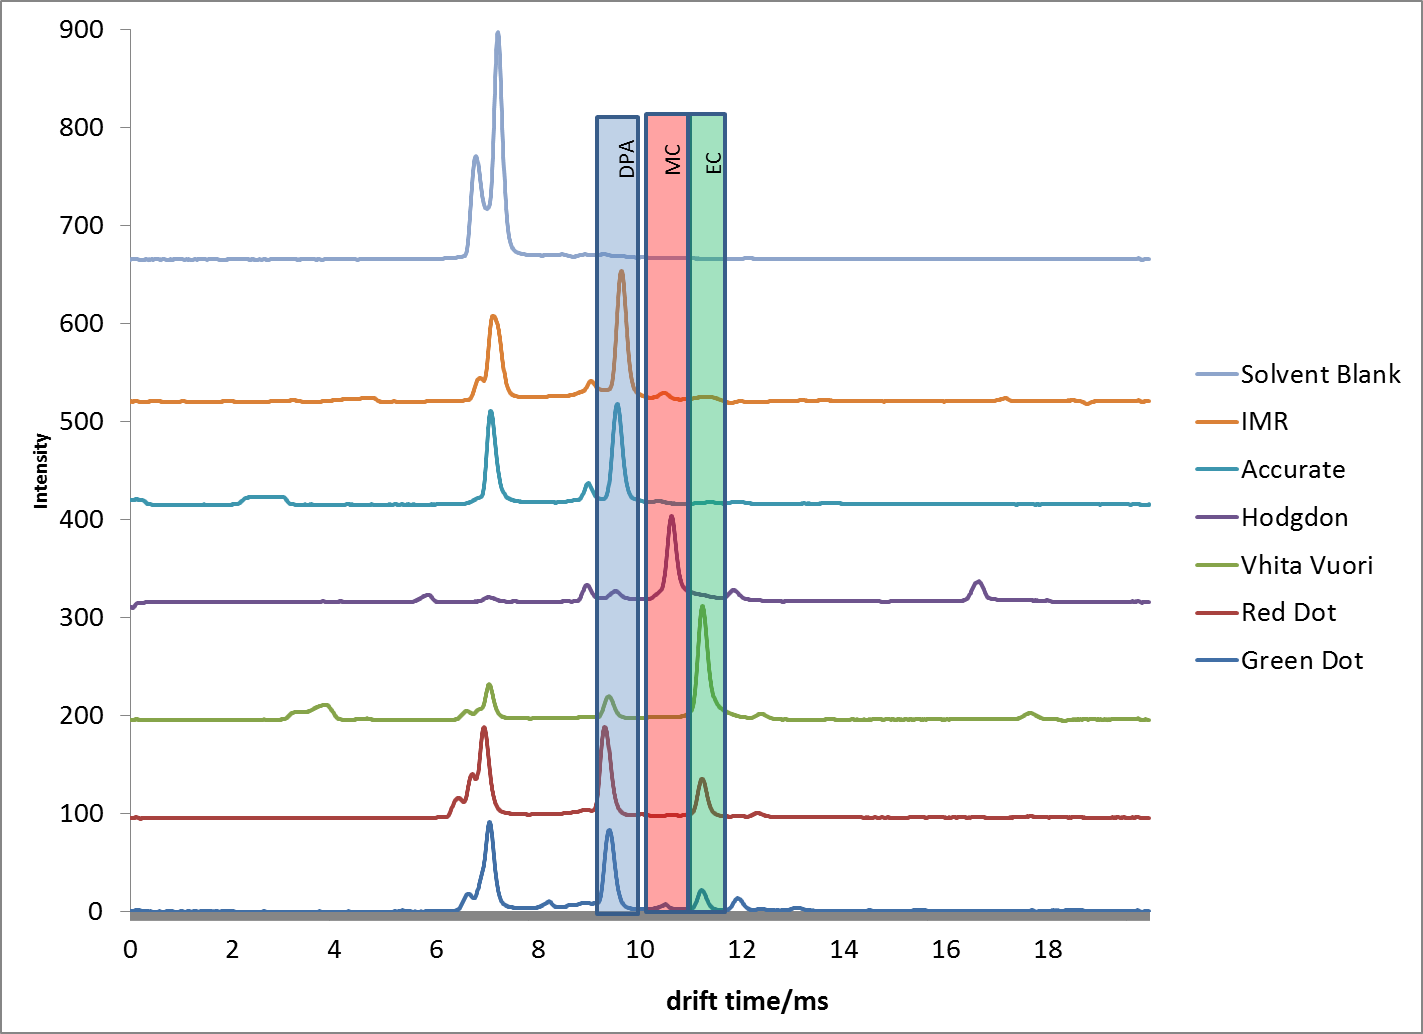 900
800
700
600
500
400
300
200
100
0
Intensity
DPA
MC
EC
0 2 4 6 8 10 12 14 16 18
drift time/ms
Solvent Blank
IMR
Accurate
Hodgdon
Vhita Vuori
Red Dot
Green Dot